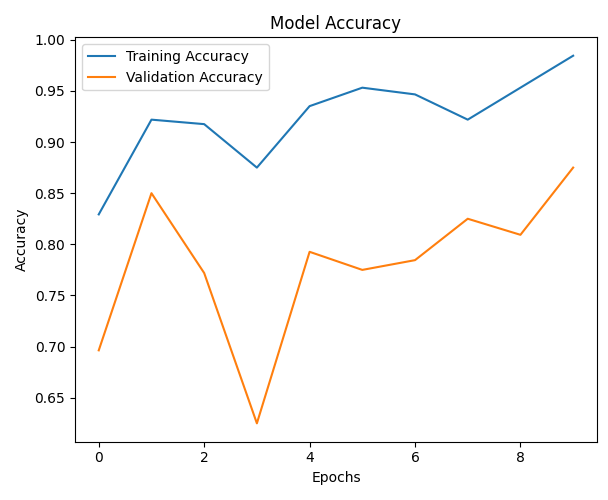 Model Accuracy
Training Accuracy
Validation Accuracy
1.00
0.95
0.90
0.85
0.80
0.75
0.70
0.65
Accuracy
0 2 4 6 8
Epochs